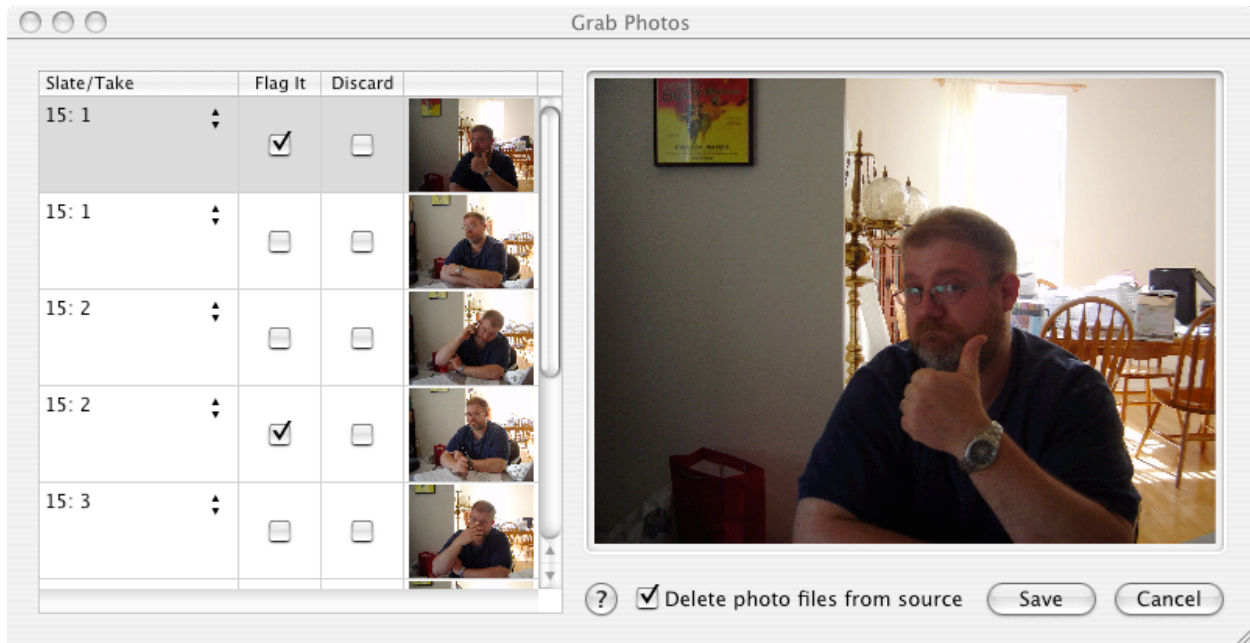 Grab Photos
Slate/Take Flag It Discard
15: 1
15: 1
15: 2
15: 2
15: 3
? Delete photo files from source Save Cancel